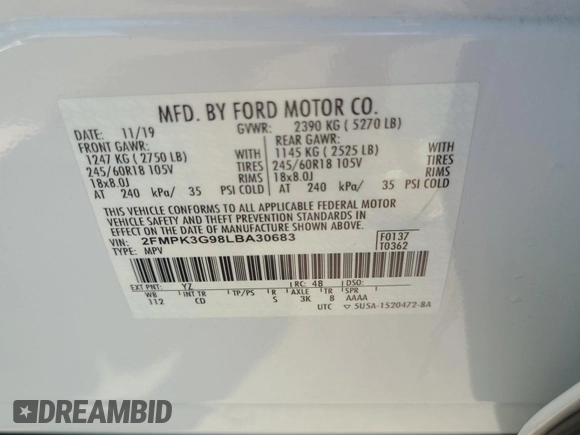 MFD. BY FORD MOTOR CO.
DATE: 11/19 GVWR: 2390 KG ( 5270 LB)
FRONT GAWR: REAR GAWR:
1247 KG ( 2750 LB) 1145 KG ( 2525 LB)
245/60R18 105V TIRES 245/60R18 105V TIRES
18x8.0J RIMS 18x8.0J RIMS
AT 240 kPa/ 35 PSI COLD AT 240 kPa/ 35 PSI COLD
THIS VEHICLE CONFORMS TO ALL APPLICABLE FEDERAL MOTOR
VEHICLE SAFETY AND BUMPER AND THEFT PREVENTION STANDARDS IN
EFFECT ON THE DATE OF MANUFACTURE SHOWN ABOVE.
VIN: 2FMPK3G98LBA30683 F0137
TYPE: MPV T0362
EXT PNT: YZ RC: 48 DSO:
WB INT TR TP/PS R AXLE TR SPR
112 CD S 3K 8 AAAA
UTC 5U5A-1520472-BA
DREAMBID